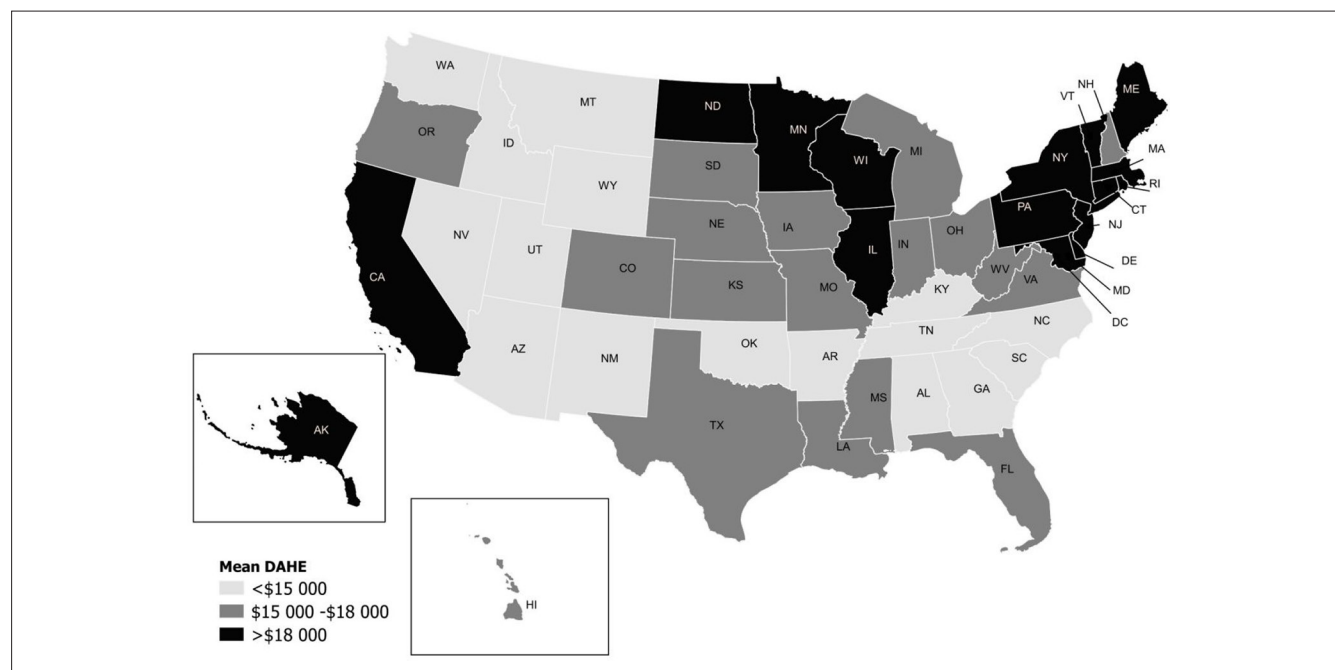 WA
MT
ND
MN
ME
NH
VT
OR
ID
SD
WI
MI
NY
MA
WY
RI
CT
NV
UT
NE
IA
PA
NJ
CA
CO
KS
MO
IL
IN
OH
WV
VA
DE
MD
DC
KY
AZ
NM
OK
AR
TN
NC
SC
TX
LA
MS
AL
GA
FL
AK
HI
Mean DAHE
<$15 000
$15 000 -$18 000
>$18 000